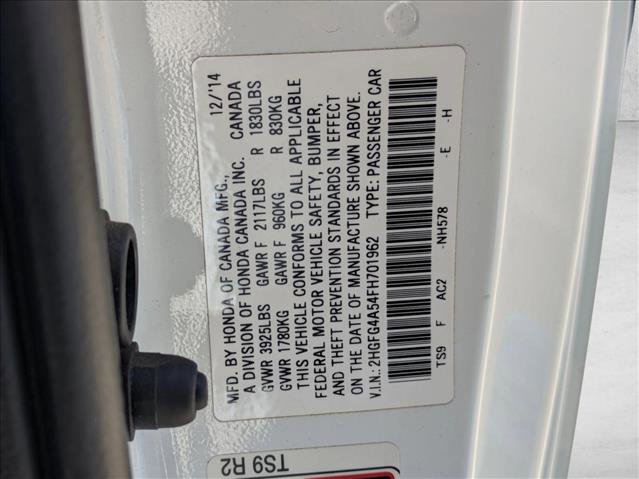 MFD. BY HONDA OF CANADA MFG., 12/'14
A DIVISION OF HONDA CANADA INC. CANADA
GVWR 3925LBS GAWR F 2117LBS R 1830LBS
GVWR 1780KG GAWR F 960KG R 830KG
THIS VEHICLE CONFORMS TO ALL APPLICABLE
FEDERAL MOTOR VEHICLE SAFETY, BUMPER,
AND THEFT PREVENTION STANDARDS IN EFFECT
ON THE DATE OF MANUFACTURE SHOWN ABOVE.
V.I.N.: 2HGFG4A54FH701962 TYPE: PASSENGER CAR
TS9 F AC2 -NH578 -E -H
TS9 R2